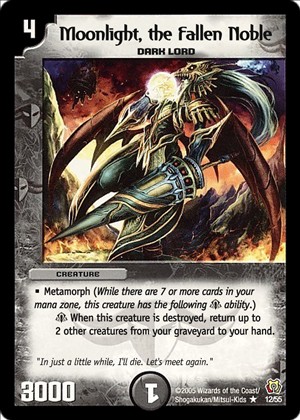 4 Moonlight, the Fallen Noble
DARK LORD
CREATURE
▪ Metamorph (While there are 7 or more cards in your
mana zone, this creature has the following ability.)
When this creature is destroyed, return up to
2 other creatures from your graveyard to your hand.
"In just a little while, I'll die. Let's meet again."
3000
1
©2005 Wizards of the Coast/
Shogakukan/Mitsui-Kids ★ 12/55